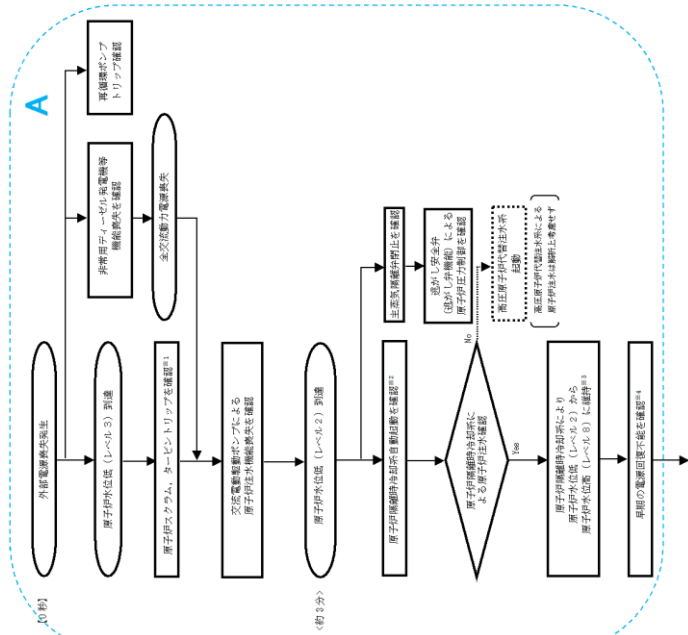 A
【0 秒】
外部電源喪失発生
再循環ポンプ
トリップ確認
非常用ディーゼル発電機等
機能喪失を確認
全交流動力電源喪失
原子炉水位低（レベル 3）到達
原子炉スクラム，タービントリップを確認※1
交流電動駆動ポンプによる
原子炉注水機能喪失を確認
<約 3 分>
原子炉水位低（レベル 2）到達
原子炉隔離時冷却系自動起動を確認※2
主蒸気隔離弁閉止を確認
逃がし安全弁
（逃がし弁機能）による
原子炉圧力制御を確認
原子炉隔離時冷却系に
よる原子炉注水確認
No
Yes
高圧原子炉代替注水系
起動
高圧原子炉代替注水系による
原子炉注水は解析上考慮せず
原子炉隔離時冷却系により
原子炉水位低（レベル 2）から
原子炉水位高（レベル 8）に維持※3
早期の電源回復不能を確認※4